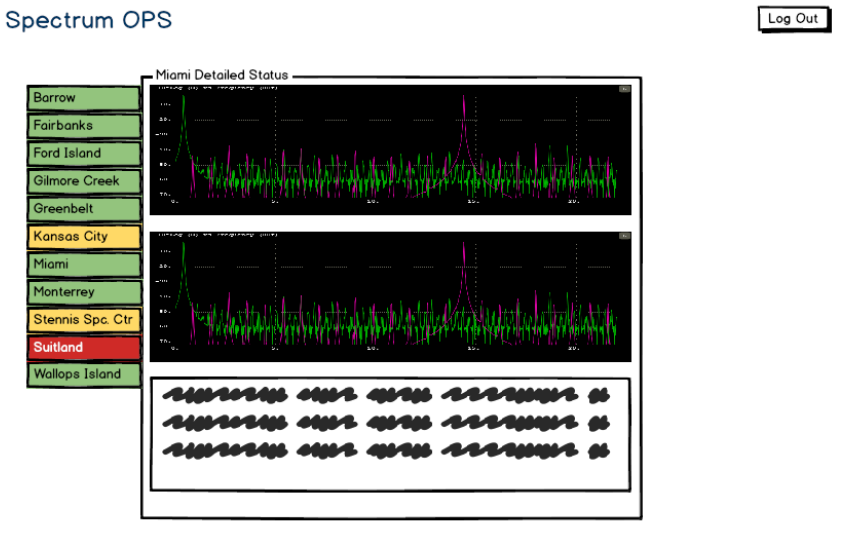 Spectrum OPS
Log Out
Miami Detailed Status
Barrow
Fairbanks
Ford Island
Gilmore Creek
Greenbelt
Kansas City
Miami
Monterrey
Stennis Spc. Ctr
Suitland
Wallops Island